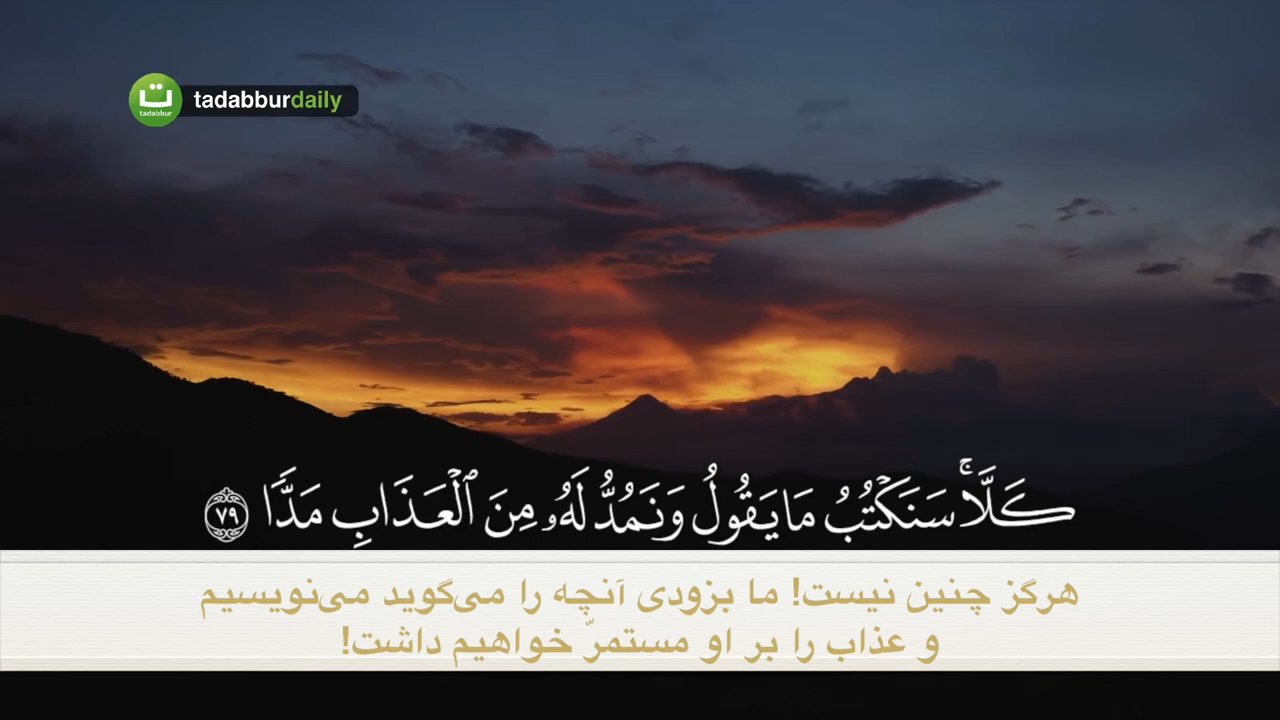 ت
tadabbur
tadabburdaily
كَلَّاۚ سَنَكْتُبُ مَا يَقُولُ وَنَمُدُّ لَهُۥ مِنَ ٱلْعَذَابِ مَدًّا ٧٩
هرگز چنین نیست! ما بزودی آنچه را می‌گوید می‌نویسیم
و عذاب را بر او مستمرّ خواهیم داشت!